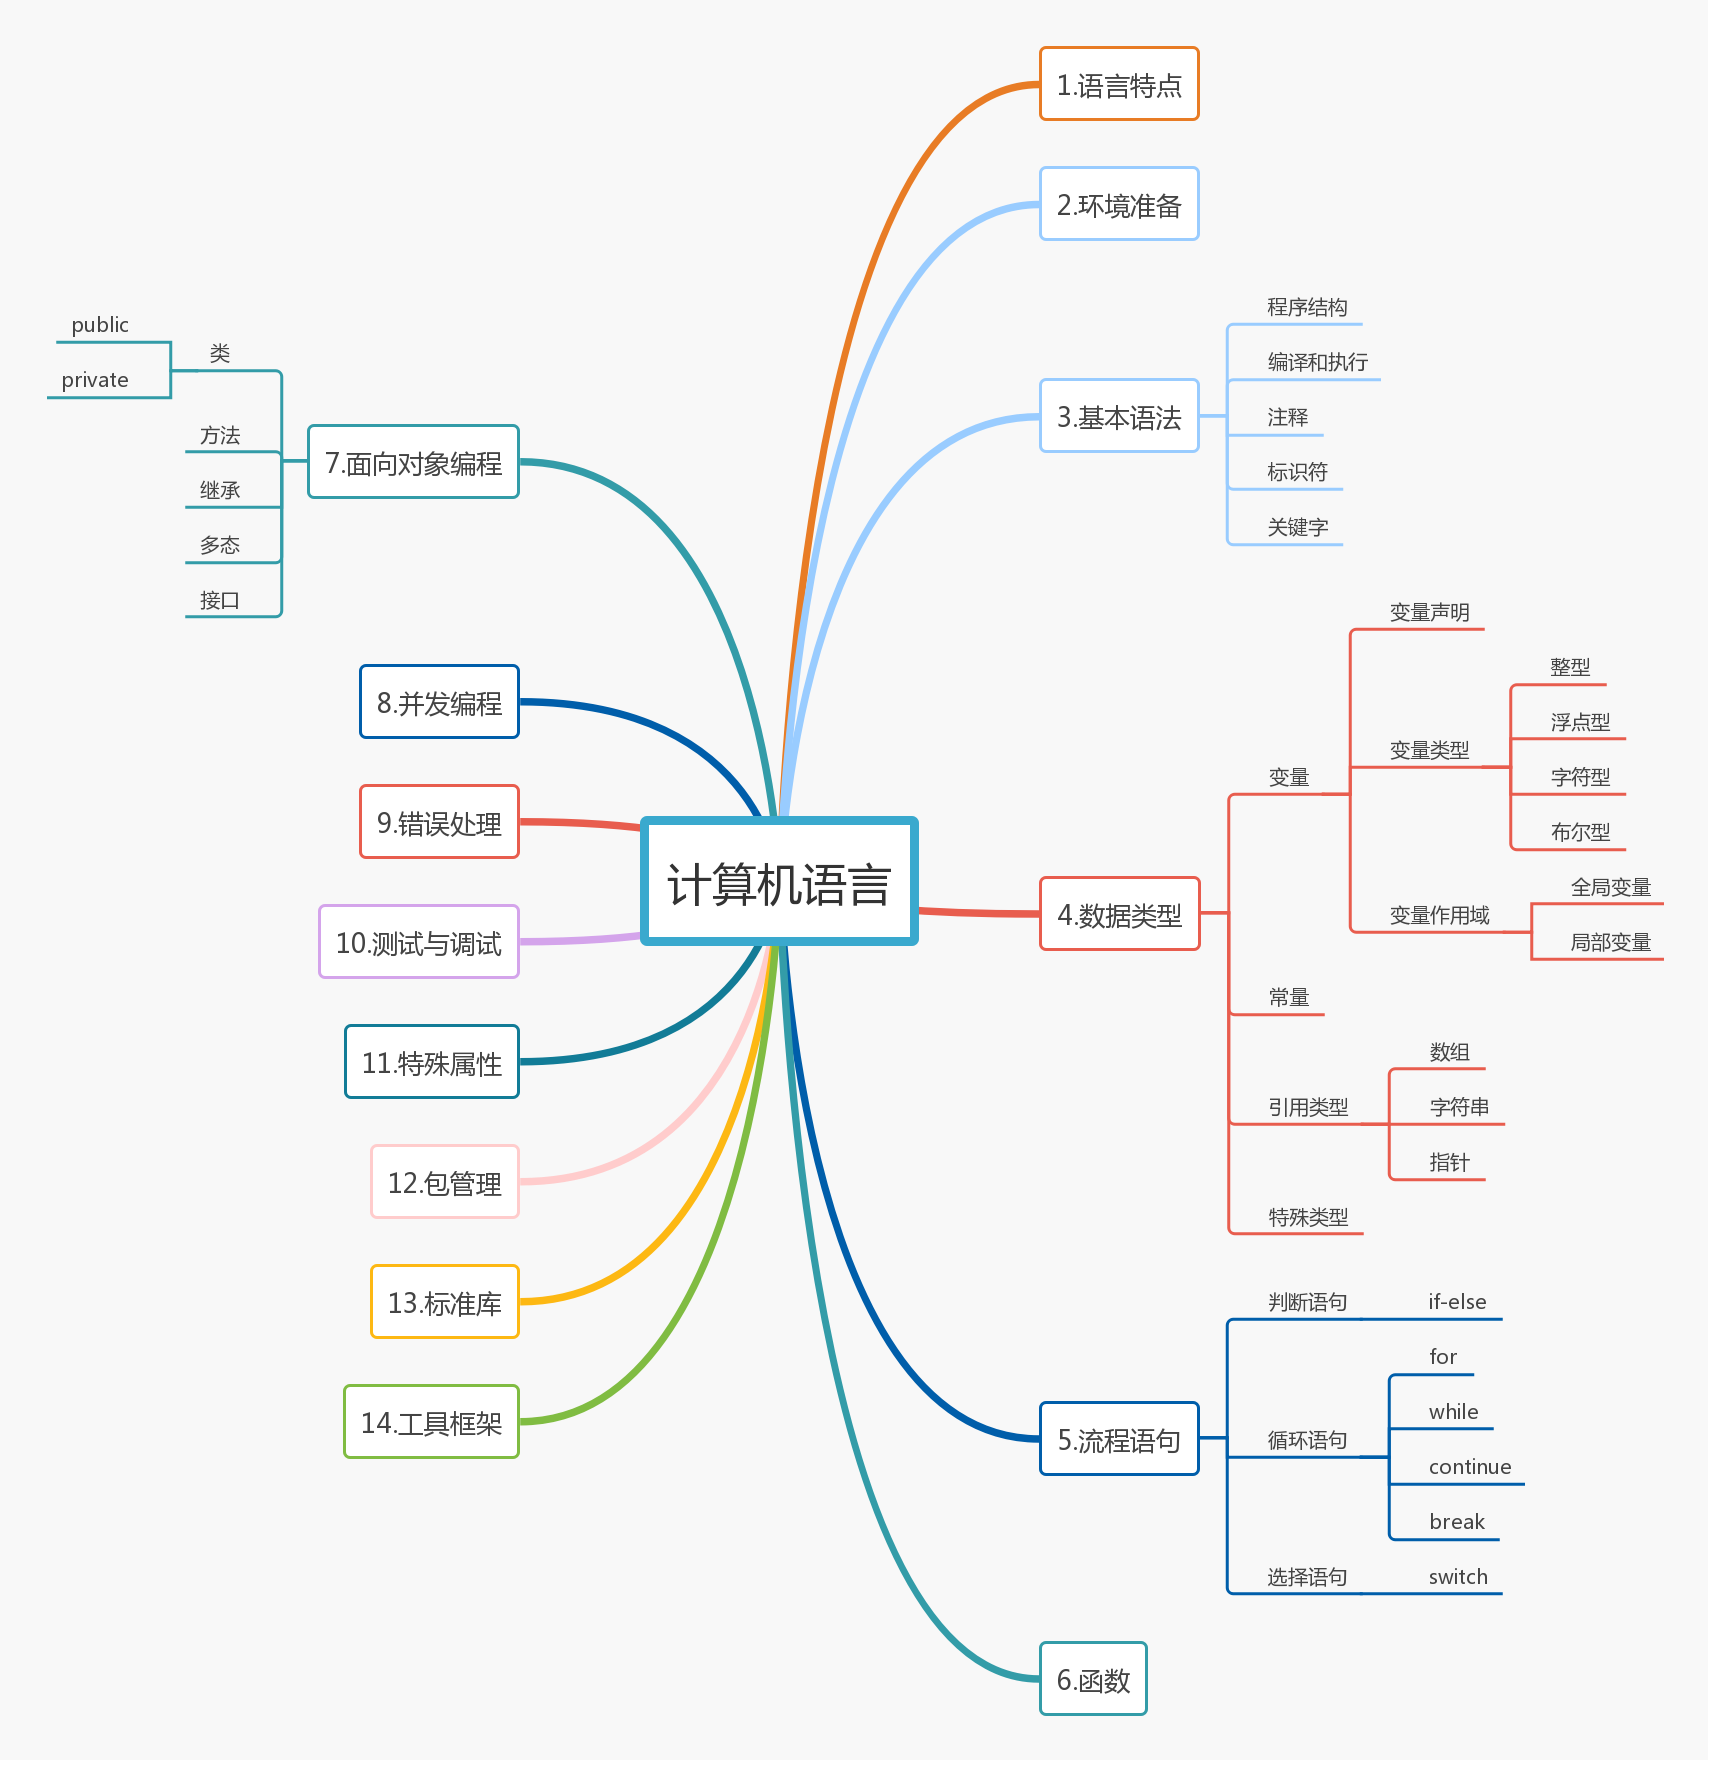 计算机语言
1.语言特点
2.环境准备
3.基本语法
程序结构
编译和执行
注释
标识符
关键字
4.数据类型
变量
变量声明
变量类型
整型
浮点型
字符型
布尔型
变量作用域
全局变量
局部变量
常量
引用类型
数组
字符串
指针
特殊类型
5.流程语句
判断语句
if-else
循环语句
for
while
continue
break
选择语句
switch
6.函数
7.面向对象编程
类
public
private
方法
继承
多态
接口
8.并发编程
9.错误处理
10.测试与调试
11.特殊属性
12.包管理
13.标准库
14.工具框架